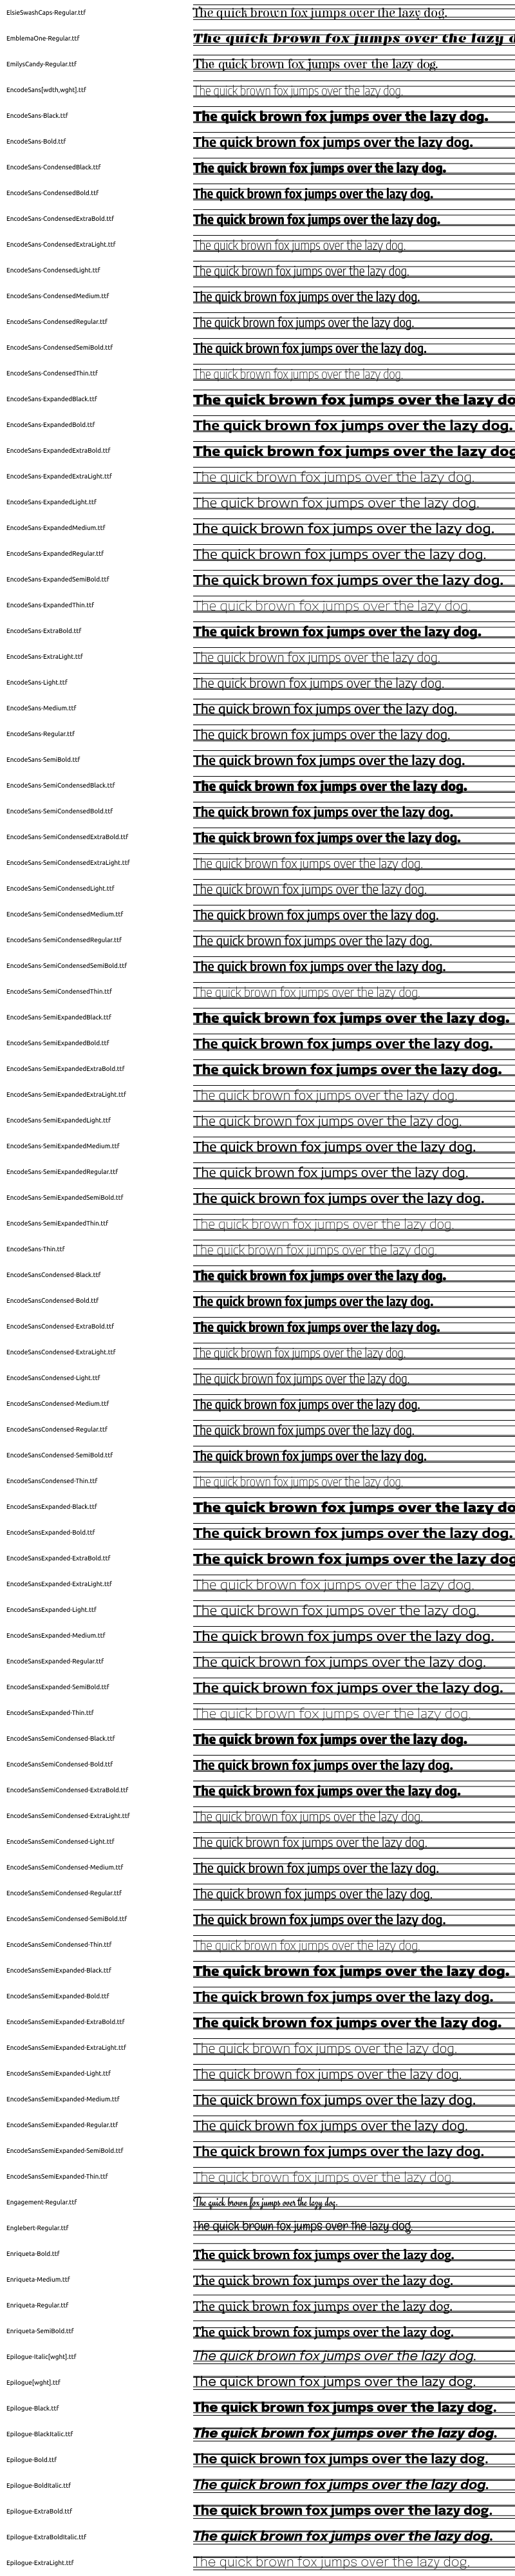 ElsieSwashCaps-Regular.ttf The quick brown fox jumps over the lazy dog.
EmblemaOne-Regular.ttf The quick brown fox jumps over the lazy d
EmilysCandy-Regular.ttf The quick brown fox jumps over the lazy dog.
EncodeSans[wdth,wght].ttf The quick brown fox jumps over the lazy dog.
EncodeSans-Black.ttf The quick brown fox jumps over the lazy dog.
EncodeSans-Bold.ttf The quick brown fox jumps over the lazy dog.
EncodeSans-CondensedBlack.ttf The quick brown fox jumps over the lazy dog.
EncodeSans-CondensedBold.ttf The quick brown fox jumps over the lazy dog.
EncodeSans-CondensedExtraBold.ttf The quick brown fox jumps over the lazy dog.
EncodeSans-CondensedExtraLight.ttf The quick brown fox jumps over the lazy dog.
EncodeSans-CondensedLight.ttf The quick brown fox jumps over the lazy dog.
EncodeSans-CondensedMedium.ttf The quick brown fox jumps over the lazy dog.
EncodeSans-CondensedRegular.ttf The quick brown fox jumps over the lazy dog.
EncodeSans-CondensedSemiBold.ttf The quick brown fox jumps over the lazy dog.
EncodeSans-CondensedThin.ttf The quick brown fox jumps over the lazy dog.
EncodeSans-ExpandedBlack.ttf The quick brown fox jumps over the lazy do
EncodeSans-ExpandedBold.ttf The quick brown fox jumps over the lazy dog.
EncodeSans-ExpandedExtraBold.ttf The quick brown fox jumps over the lazy dog
EncodeSans-ExpandedExtraLight.ttf The quick brown fox jumps over the lazy dog.
EncodeSans-ExpandedLight.ttf The quick brown fox jumps over the lazy dog.
EncodeSans-ExpandedMedium.ttf The quick brown fox jumps over the lazy dog.
EncodeSans-ExpandedRegular.ttf The quick brown fox jumps over the lazy dog.
EncodeSans-ExpandedSemiBold.ttf The quick brown fox jumps over the lazy dog.
EncodeSans-ExpandedThin.ttf The quick brown fox jumps over the lazy dog.
EncodeSans-ExtraBold.ttf The quick brown fox jumps over the lazy dog.
EncodeSans-ExtraLight.ttf The quick brown fox jumps over the lazy dog.
EncodeSans-Light.ttf The quick brown fox jumps over the lazy dog.
EncodeSans-Medium.ttf The quick brown fox jumps over the lazy dog.
EncodeSans-Regular.ttf The quick brown fox jumps over the lazy dog.
EncodeSans-SemiBold.ttf The quick brown fox jumps over the lazy dog.
EncodeSans-SemiCondensedBlack.ttf The quick brown fox jumps over the lazy dog.
EncodeSans-SemiCondensedBold.ttf The quick brown fox jumps over the lazy dog.
EncodeSans-SemiCondensedExtraBold.ttf The quick brown fox jumps over the lazy dog.
EncodeSans-SemiCondensedExtraLight.ttf The quick brown fox jumps over the lazy dog.
EncodeSans-SemiCondensedLight.ttf The quick brown fox jumps over the lazy dog.
EncodeSans-SemiCondensedMedium.ttf The quick brown fox jumps over the lazy dog.
EncodeSans-SemiCondensedRegular.ttf The quick brown fox jumps over the lazy dog.
EncodeSans-SemiCondensedSemiBold.ttf The quick brown fox jumps over the lazy dog.
EncodeSans-SemiCondensedThin.ttf The quick brown fox jumps over the lazy dog.
EncodeSans-SemiExpandedBlack.ttf The quick brown fox jumps over the lazy dog.
EncodeSans-SemiExpandedBold.ttf The quick brown fox jumps over the lazy dog.
EncodeSans-SemiExpandedExtraBold.ttf The quick brown fox jumps over the lazy dog.
EncodeSans-SemiExpandedExtraLight.ttf The quick brown fox jumps over the lazy dog.
EncodeSans-SemiExpandedLight.ttf The quick brown fox jumps over the lazy dog.
EncodeSans-SemiExpandedMedium.ttf The quick brown fox jumps over the lazy dog.
EncodeSans-SemiExpandedRegular.ttf The quick brown fox jumps over the lazy dog.
EncodeSans-SemiExpandedSemiBold.ttf The quick brown fox jumps over the lazy dog.
EncodeSans-SemiExpandedThin.ttf The quick brown fox jumps over the lazy dog.
EncodeSans-Thin.ttf The quick brown fox jumps over the lazy dog.
EncodeSansCondensed-Black.ttf The quick brown fox jumps over the lazy dog.
EncodeSansCondensed-Bold.ttf The quick brown fox jumps over the lazy dog.
EncodeSansCondensed-ExtraBold.ttf The quick brown fox jumps over the lazy dog.
EncodeSansCondensed-ExtraLight.ttf The quick brown fox jumps over the lazy dog.
EncodeSansCondensed-Light.ttf The quick brown fox jumps over the lazy dog.
EncodeSansCondensed-Medium.ttf The quick brown fox jumps over the lazy dog.
EncodeSansCondensed-Regular.ttf The quick brown fox jumps over the lazy dog.
EncodeSansCondensed-SemiBold.ttf The quick brown fox jumps over the lazy dog.
EncodeSansCondensed-Thin.ttf The quick brown fox jumps over the lazy dog.
EncodeSansExpanded-Black.ttf The quick brown fox jumps over the lazy do
EncodeSansExpanded-Bold.ttf The quick brown fox jumps over the lazy dog.
EncodeSansExpanded-ExtraBold.ttf The quick brown fox jumps over the lazy dog
EncodeSansExpanded-ExtraLight.ttf The quick brown fox jumps over the lazy dog.
EncodeSansExpanded-Light.ttf The quick brown fox jumps over the lazy dog.
EncodeSansExpanded-Medium.ttf The quick brown fox jumps over the lazy dog.
EncodeSansExpanded-Regular.ttf The quick brown fox jumps over the lazy dog.
EncodeSansExpanded-SemiBold.ttf The quick brown fox jumps over the lazy dog.
EncodeSansExpanded-Thin.ttf The quick brown fox jumps over the lazy dog.
EncodeSansSemiCondensed-Black.ttf The quick brown fox jumps over the lazy dog.
EncodeSansSemiCondensed-Bold.ttf The quick brown fox jumps over the lazy dog.
EncodeSansSemiCondensed-ExtraBold.ttf The quick brown fox jumps over the lazy dog.
EncodeSansSemiCondensed-ExtraLight.ttf The quick brown fox jumps over the lazy dog.
EncodeSansSemiCondensed-Light.ttf The quick brown fox jumps over the lazy dog.
EncodeSansSemiCondensed-Medium.ttf The quick brown fox jumps over the lazy dog.
EncodeSansSemiCondensed-Regular.ttf The quick brown fox jumps over the lazy dog.
EncodeSansSemiCondensed-SemiBold.ttf The quick brown fox jumps over the lazy dog.
EncodeSansSemiCondensed-Thin.ttf The quick brown fox jumps over the lazy dog.
EncodeSansSemiExpanded-Black.ttf The quick brown fox jumps over the lazy dog.
EncodeSansSemiExpanded-Bold.ttf The quick brown fox jumps over the lazy dog.
EncodeSansSemiExpanded-ExtraBold.ttf The quick brown fox jumps over the lazy dog.
EncodeSansSemiExpanded-ExtraLight.ttf The quick brown fox jumps over the lazy dog.
EncodeSansSemiExpanded-Light.ttf The quick brown fox jumps over the lazy dog.
EncodeSansSemiExpanded-Medium.ttf The quick brown fox jumps over the lazy dog.
EncodeSansSemiExpanded-Regular.ttf The quick brown fox jumps over the lazy dog.
EncodeSansSemiExpanded-SemiBold.ttf The quick brown fox jumps over the lazy dog.
EncodeSansSemiExpanded-Thin.ttf The quick brown fox jumps over the lazy dog.
Engagement-Regular.ttf The quick brown fox jumps over the lazy dog.
Englebert-Regular.ttf The quick brown fox jumps over the lazy dog.
Enriqueta-Bold.ttf The quick brown fox jumps over the lazy dog.
Enriqueta-Medium.ttf The quick brown fox jumps over the lazy dog.
Enriqueta-Regular.ttf The quick brown fox jumps over the lazy dog.
Enriqueta-SemiBold.ttf The quick brown fox jumps over the lazy dog.
Epilogue-Italic[wght].ttf The quick brown fox jumps over the lazy dog.
Epilogue[wght].ttf The quick brown fox jumps over the lazy dog.
Epilogue-Black.ttf The quick brown fox jumps over the lazy dog.
Epilogue-BlackItalic.ttf The quick brown fox jumps over the lazy dog.
Epilogue-Bold.ttf The quick brown fox jumps over the lazy dog.
Epilogue-BoldItalic.ttf The quick brown fox jumps over the lazy dog.
Epilogue-ExtraBold.ttf The quick brown fox jumps over the lazy dog.
Epilogue-ExtraBoldItalic.ttf The quick brown fox jumps over the lazy dog.
Epilogue-ExtraLight.ttf The quick brown fox jumps over the lazy dog.